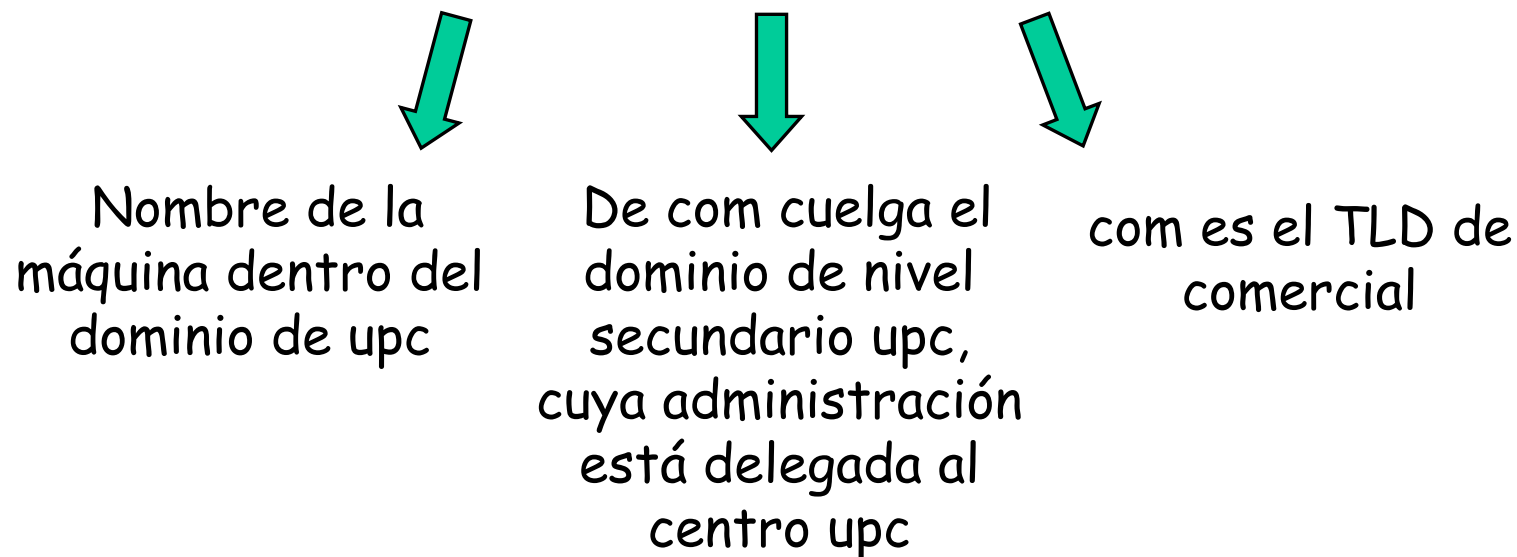 Nombre de la
máquina dentro del
dominio de upc
De com cuelga el
dominio de nivel
secundario upc,
cuya administración
está delegada al
centro upc
com es el TLD de
comercial